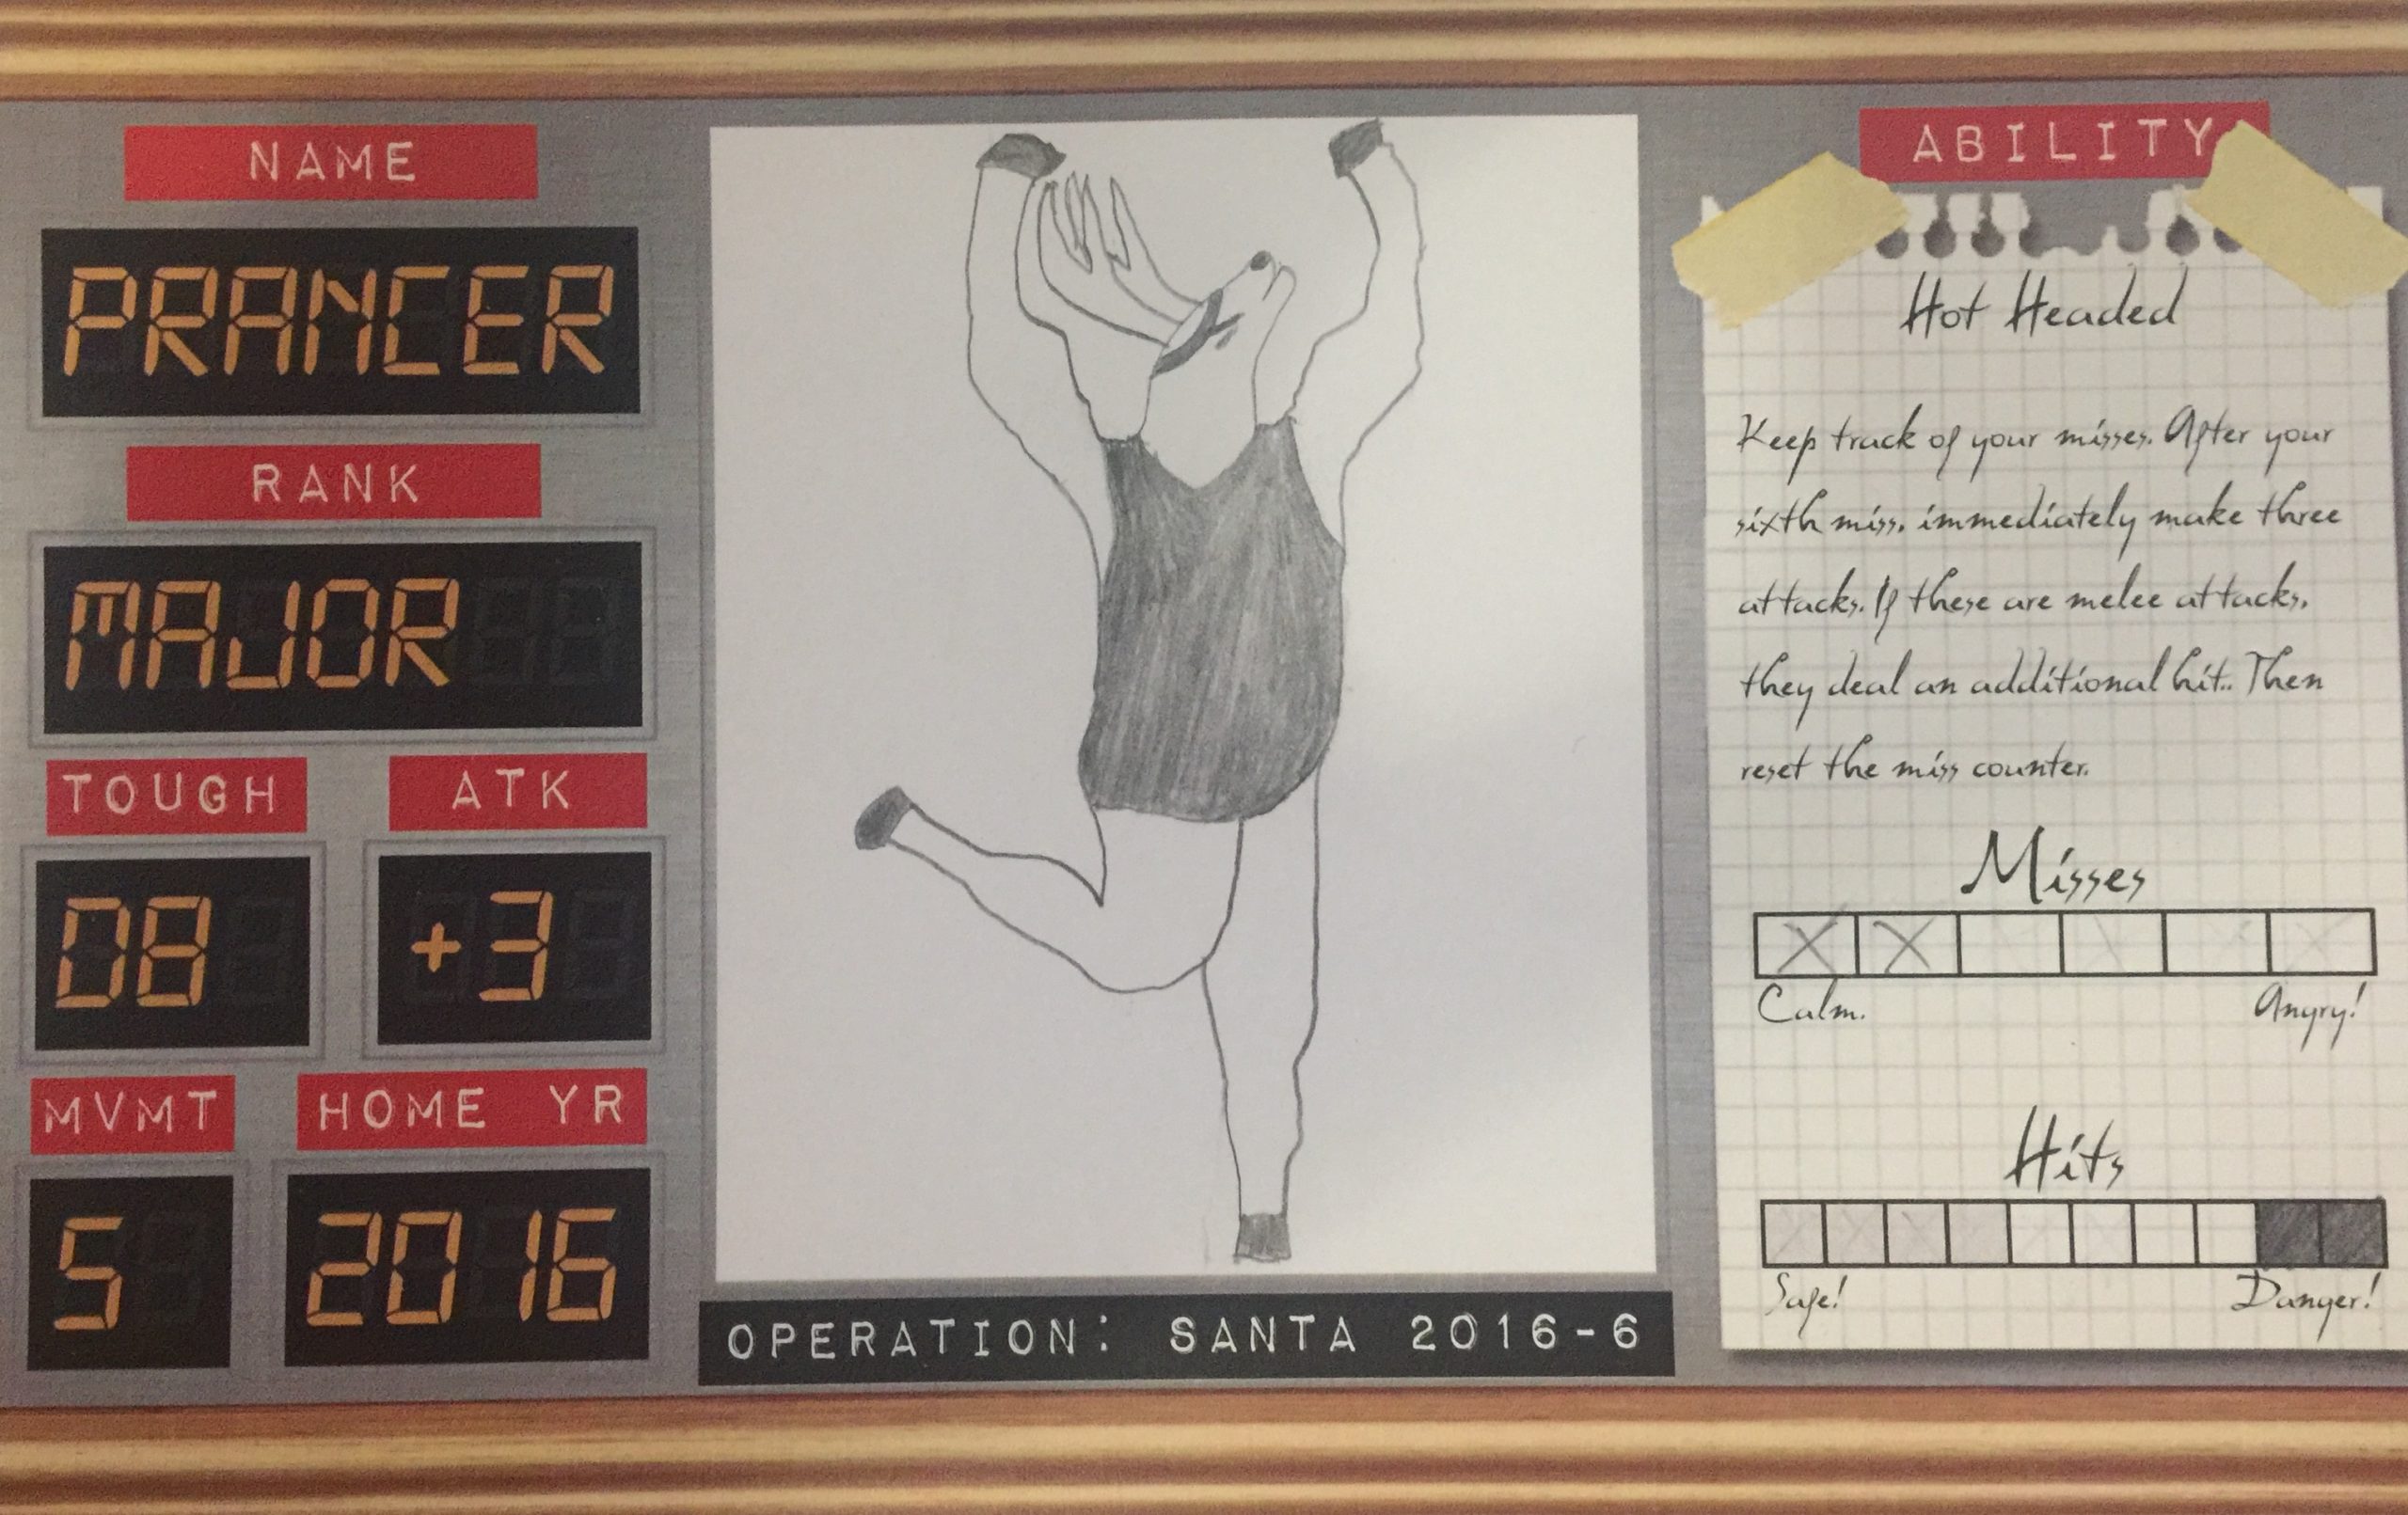 NAME
PRANCER
RANK
MAJOR
TOUGH
08
ATK
+3
MVMT
5
HOME YR
2016
OPERATION: SANTA 2016-6
ABILITY
Hot Headed
Keep track of your misses. After your
sixth miss, immediately make three
attacks. If these are melee attacks,
they deal an additional hit.. Then
reset the miss counter.
Misses
X X
Calm. Angry!
Hits
Safe! Danger!